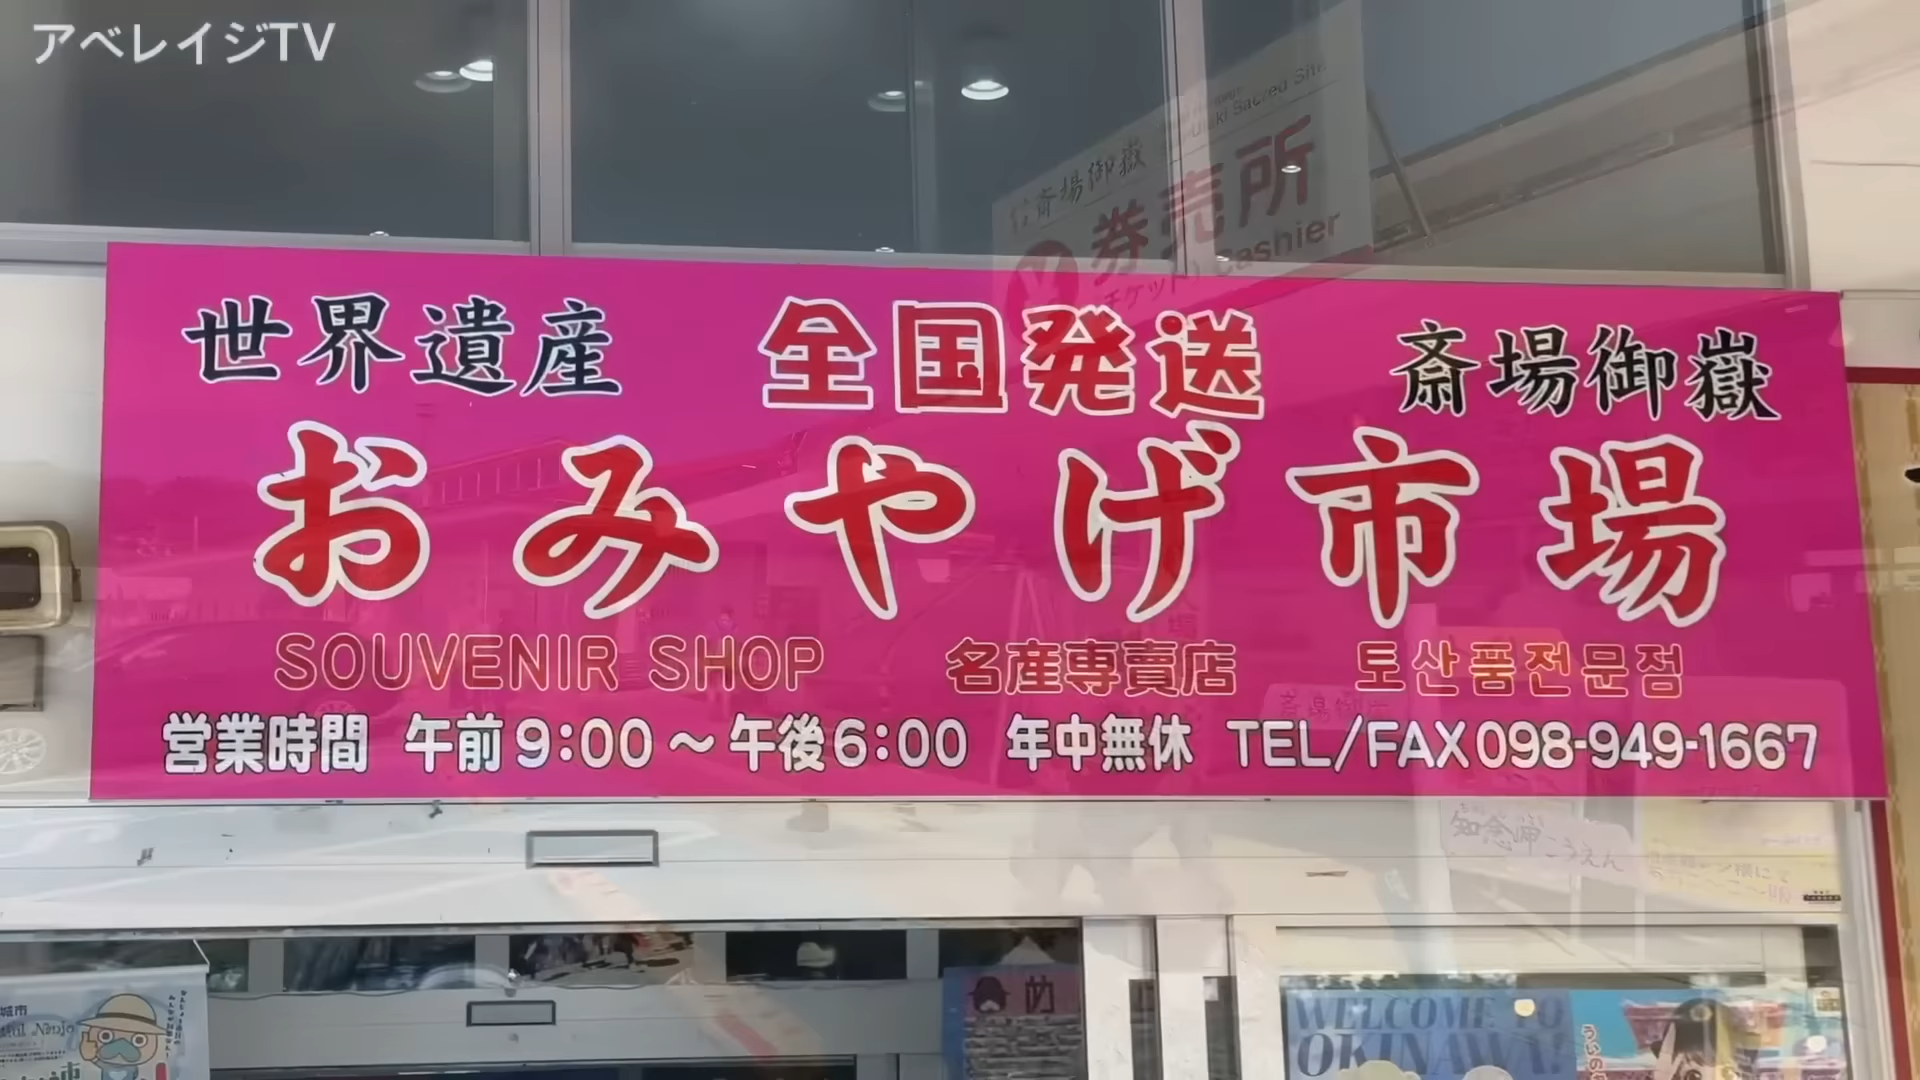 アベレイジTV
斎場御嶽
券売所
Cashier
世界遺産 全国発送 斎場御嶽
おみやげ市場
SOUVENIR SHOP 名産専賣店 토산품전문점
営業時間 午前9:00〜午後6:00 年中無休 TEL/FAX098-949-1667
知念岬こうえん
城市
Nanjo
WELCOME TO
OKINAWA!